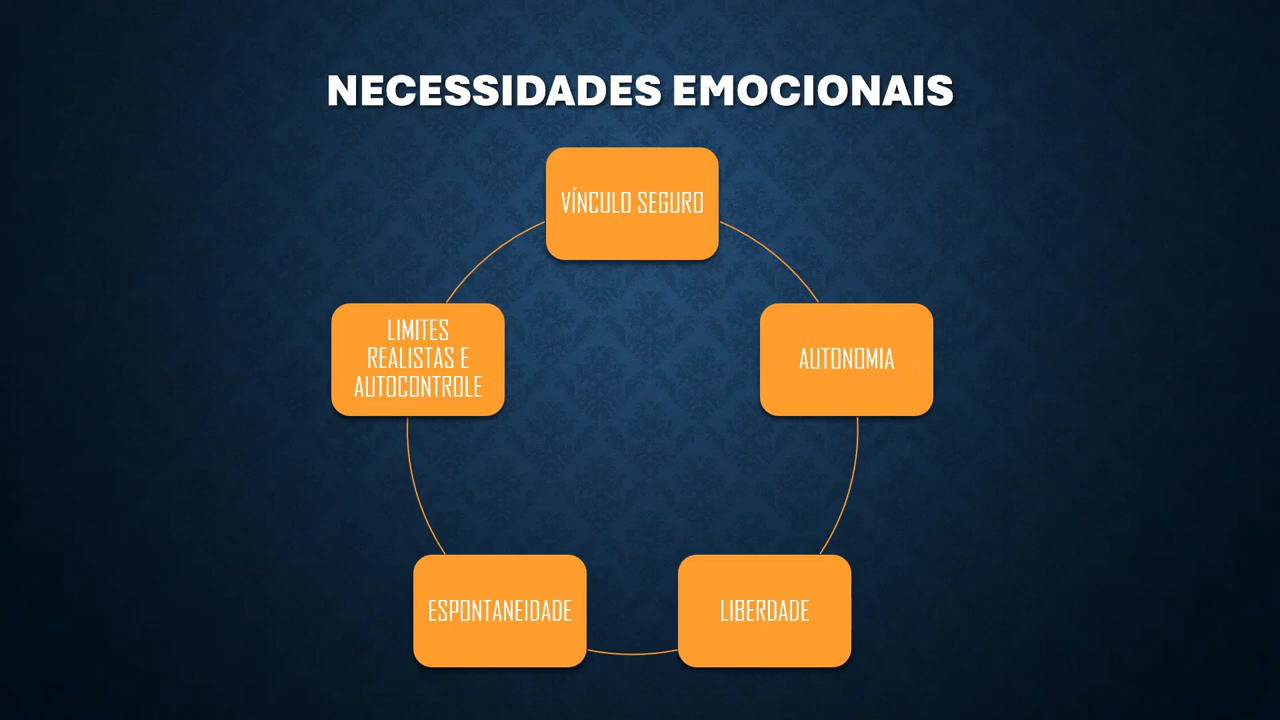 NECESSIDADES EMOCIONAIS
VÍNCULO SEGURO
AUTONOMIA
LIBERDADE
ESPONTANEIDADE
LIMITES
REALISTAS E
AUTOCONTROLE